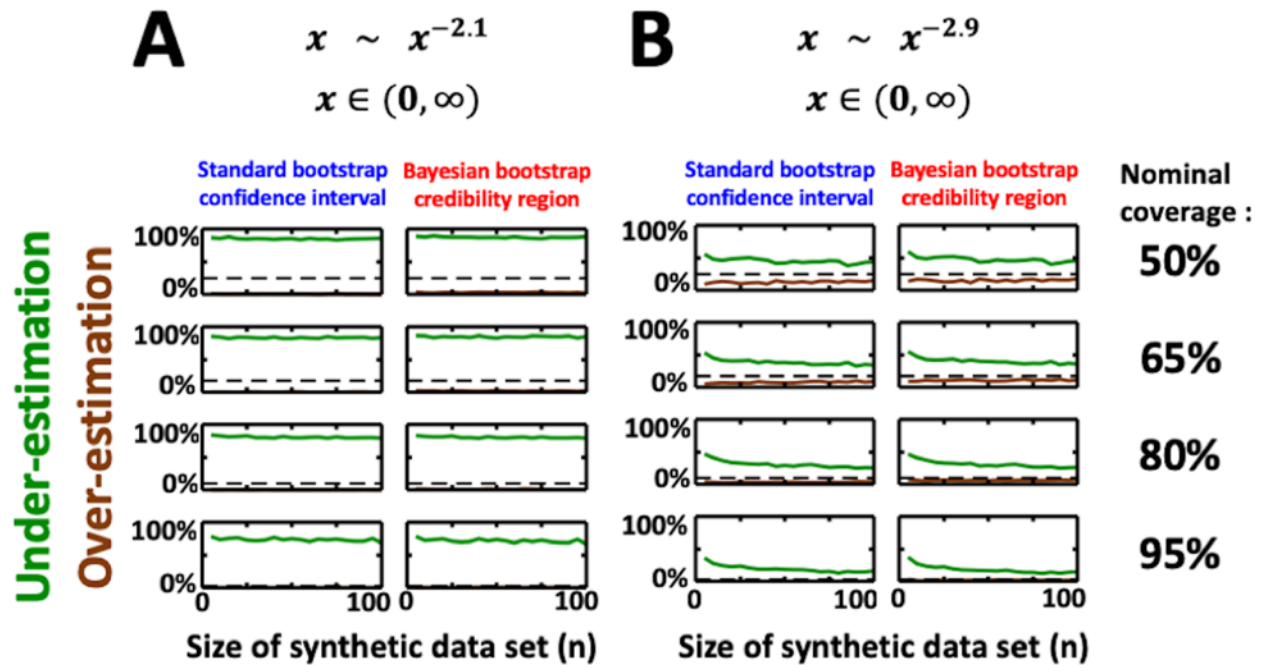 A
x ~ x^{-2.1}
x ∈ (0, ∞)
B
x ~ x^{-2.9}
x ∈ (0, ∞)
Standard bootstrap
confidence interval
Bayesian bootstrap
credibility region
Standard bootstrap
confidence interval
Bayesian bootstrap
credibility region
Nominal
coverage :
Under-estimation
Over-estimation
100%
0%
100%
0%
50%
100%
0%
100%
0%
65%
100%
0%
100%
0%
80%
100%
0%
100%
0%
95%
0 100 0 100
0 100 0 100
Size of synthetic data set (n)
Size of synthetic data set (n)